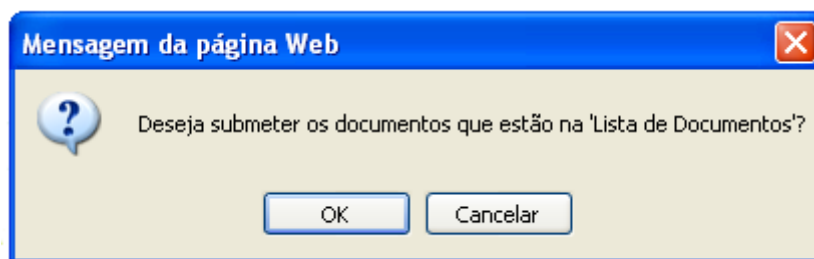 Mensagem da página Web
Deseja submeter os documentos que estão na 'Lista de Documentos'?
OK
Cancelar